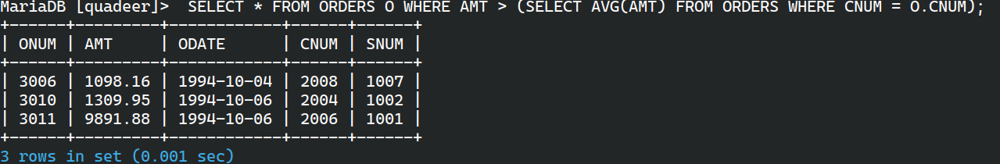 MariaDB [quadeer]>  SELECT * FROM ORDERS O WHERE AMT > (SELECT AVG(AMT) FROM ORDERS WHERE CNUM = O.CNUM);
+------+---------+------------+------+------+
| ONUM | AMT     | ODATE      | CNUM | SNUM |
+------+---------+------------+------+------+
| 3006 | 1098.16 | 1994-10-04 | 2008 | 1007 |
| 3010 | 1309.95 | 1994-10-06 | 2004 | 1002 |
| 3011 | 9891.88 | 1994-10-06 | 2006 | 1001 |
+------+---------+------------+------+------+
3 rows in set (0.001 sec)